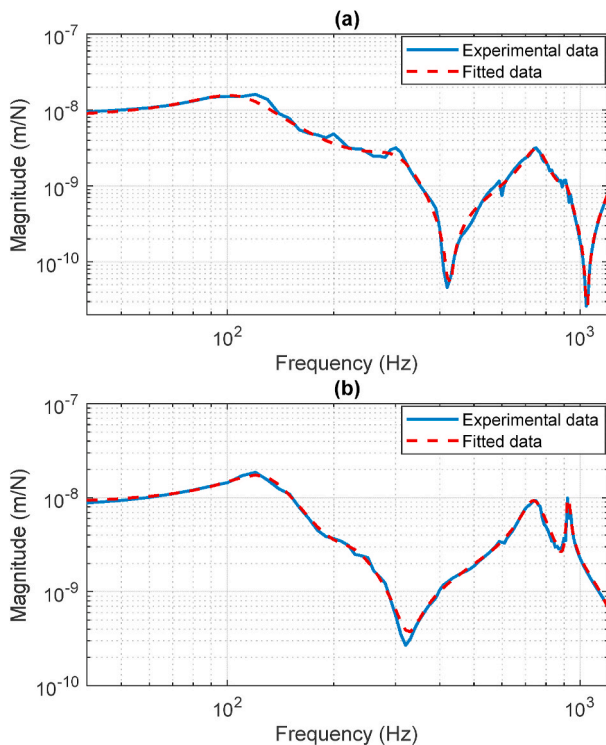 (a)
10^-7
Experimental data
Fitted data
10^-8
10^-9
10^-10
Magnitude (m/N)
10^2
10^3
Frequency (Hz)
(b)
10^-7
Experimental data
Fitted data
10^-8
10^-9
10^-10
Magnitude (m/N)
10^2
10^3
Frequency (Hz)